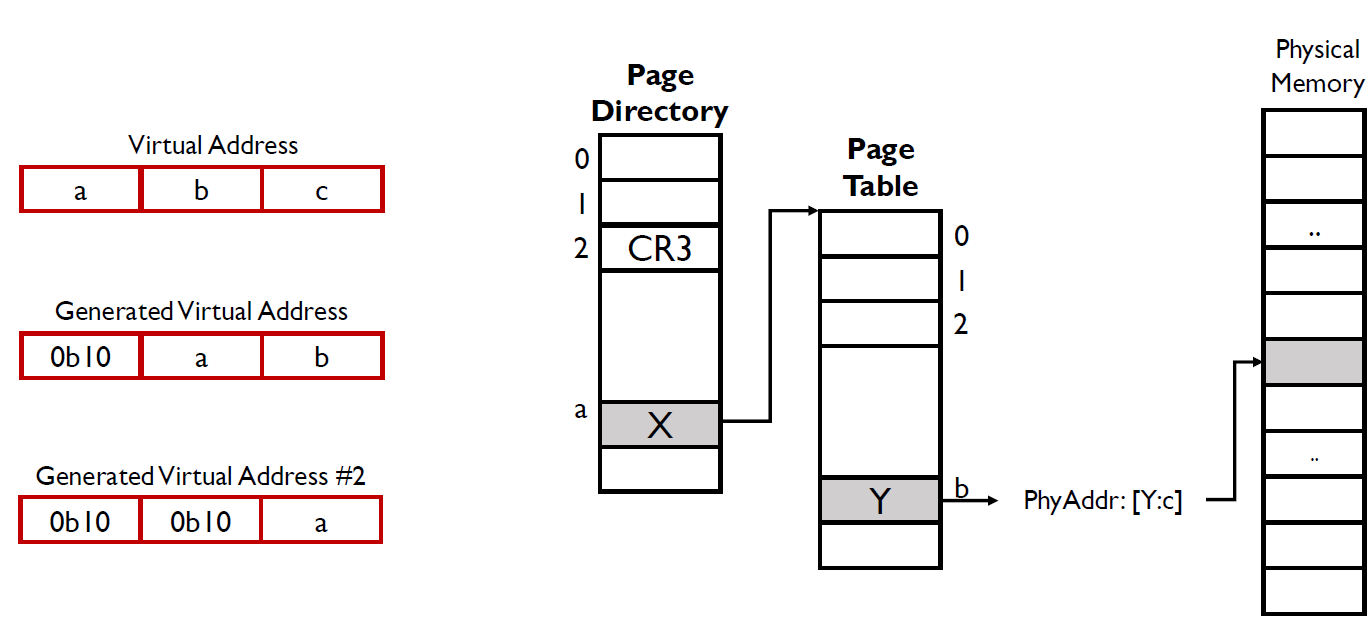 Virtual Address
a b c
Generated Virtual Address
0b10 a b
Generated Virtual Address #2
0b10 0b10 a
Page
Directory
0
1
2 CR3
a X
Page
Table
0
1
2
Y b
PhyAddr: [Y:c]
Physical
Memory
..
..